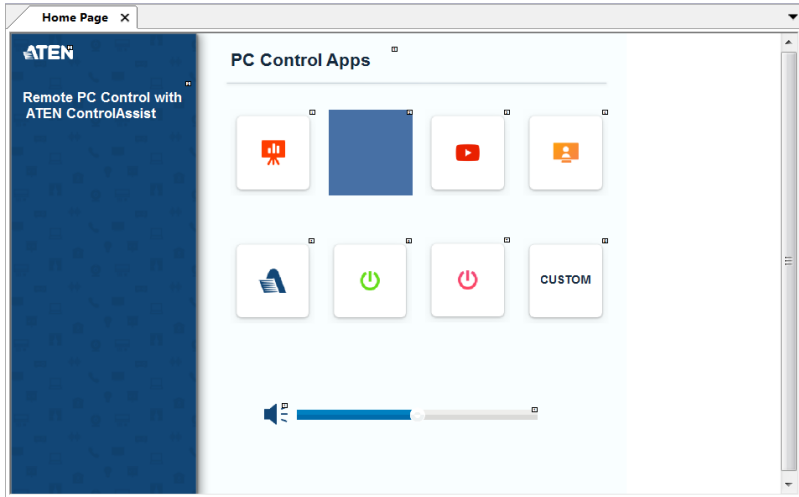 Home Page X
ATEN
Remote PC Control with
ATEN ControlAssist
PC Control Apps
CUSTOM